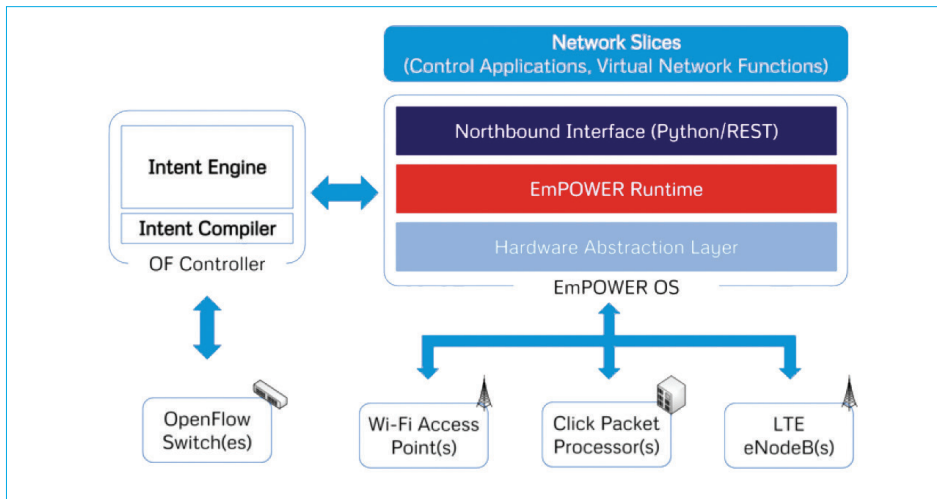 Network Slices
(Control Applications, Virtual Network Functions)
Northbound Interface (Python/REST)
EmPOWER Runtime
Hardware Abstraction Layer
EmPOWER OS
Intent Engine
Intent Compiler
OF Controller
OpenFlow
Switch(es)
Wi-Fi Access
Point(s)
Click Packet
Processor(s)
LTE
eNodeB(s)